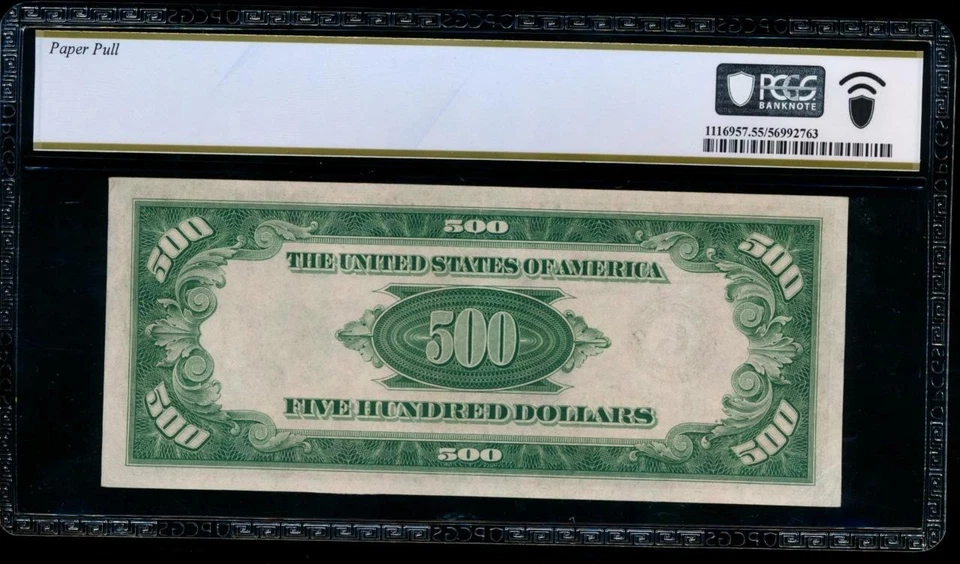 Paper Pull
PCGS
BANKNOTE
1116957.55/56992763
500
500
500
THE UNITED STATES OF AMERICA
500
FIVE HUNDRED DOLLARS
500
500
500